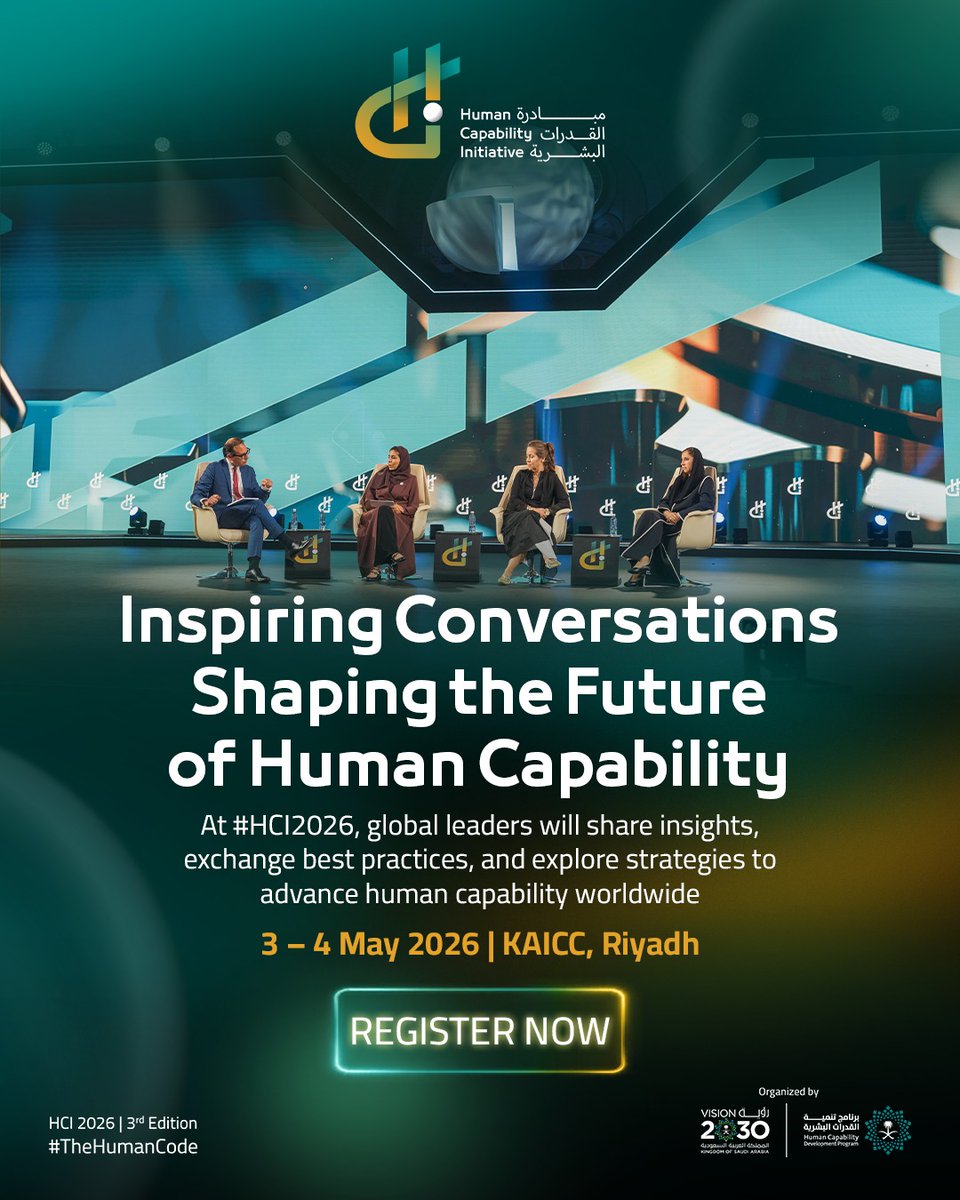 Human مبادرة
Capability القدرات
Initiative البشرية
Inspiring Conversations
Shaping the Future
of Human Capability
At #HCI2026, global leaders will share insights,
exchange best practices, and explore strategies to
advance human capability worldwide
3 – 4 May 2026 | KAICC, Riyadh
REGISTER NOW
Organized by
VISION رؤية
2030
المملكة العربية السعودية
KINGDOM OF SAUDI ARABIA
برنامج تنمية
القدرات البشرية
Human Capability
Development Program
HCI 2026 | 3rd Edition
#TheHumanCode